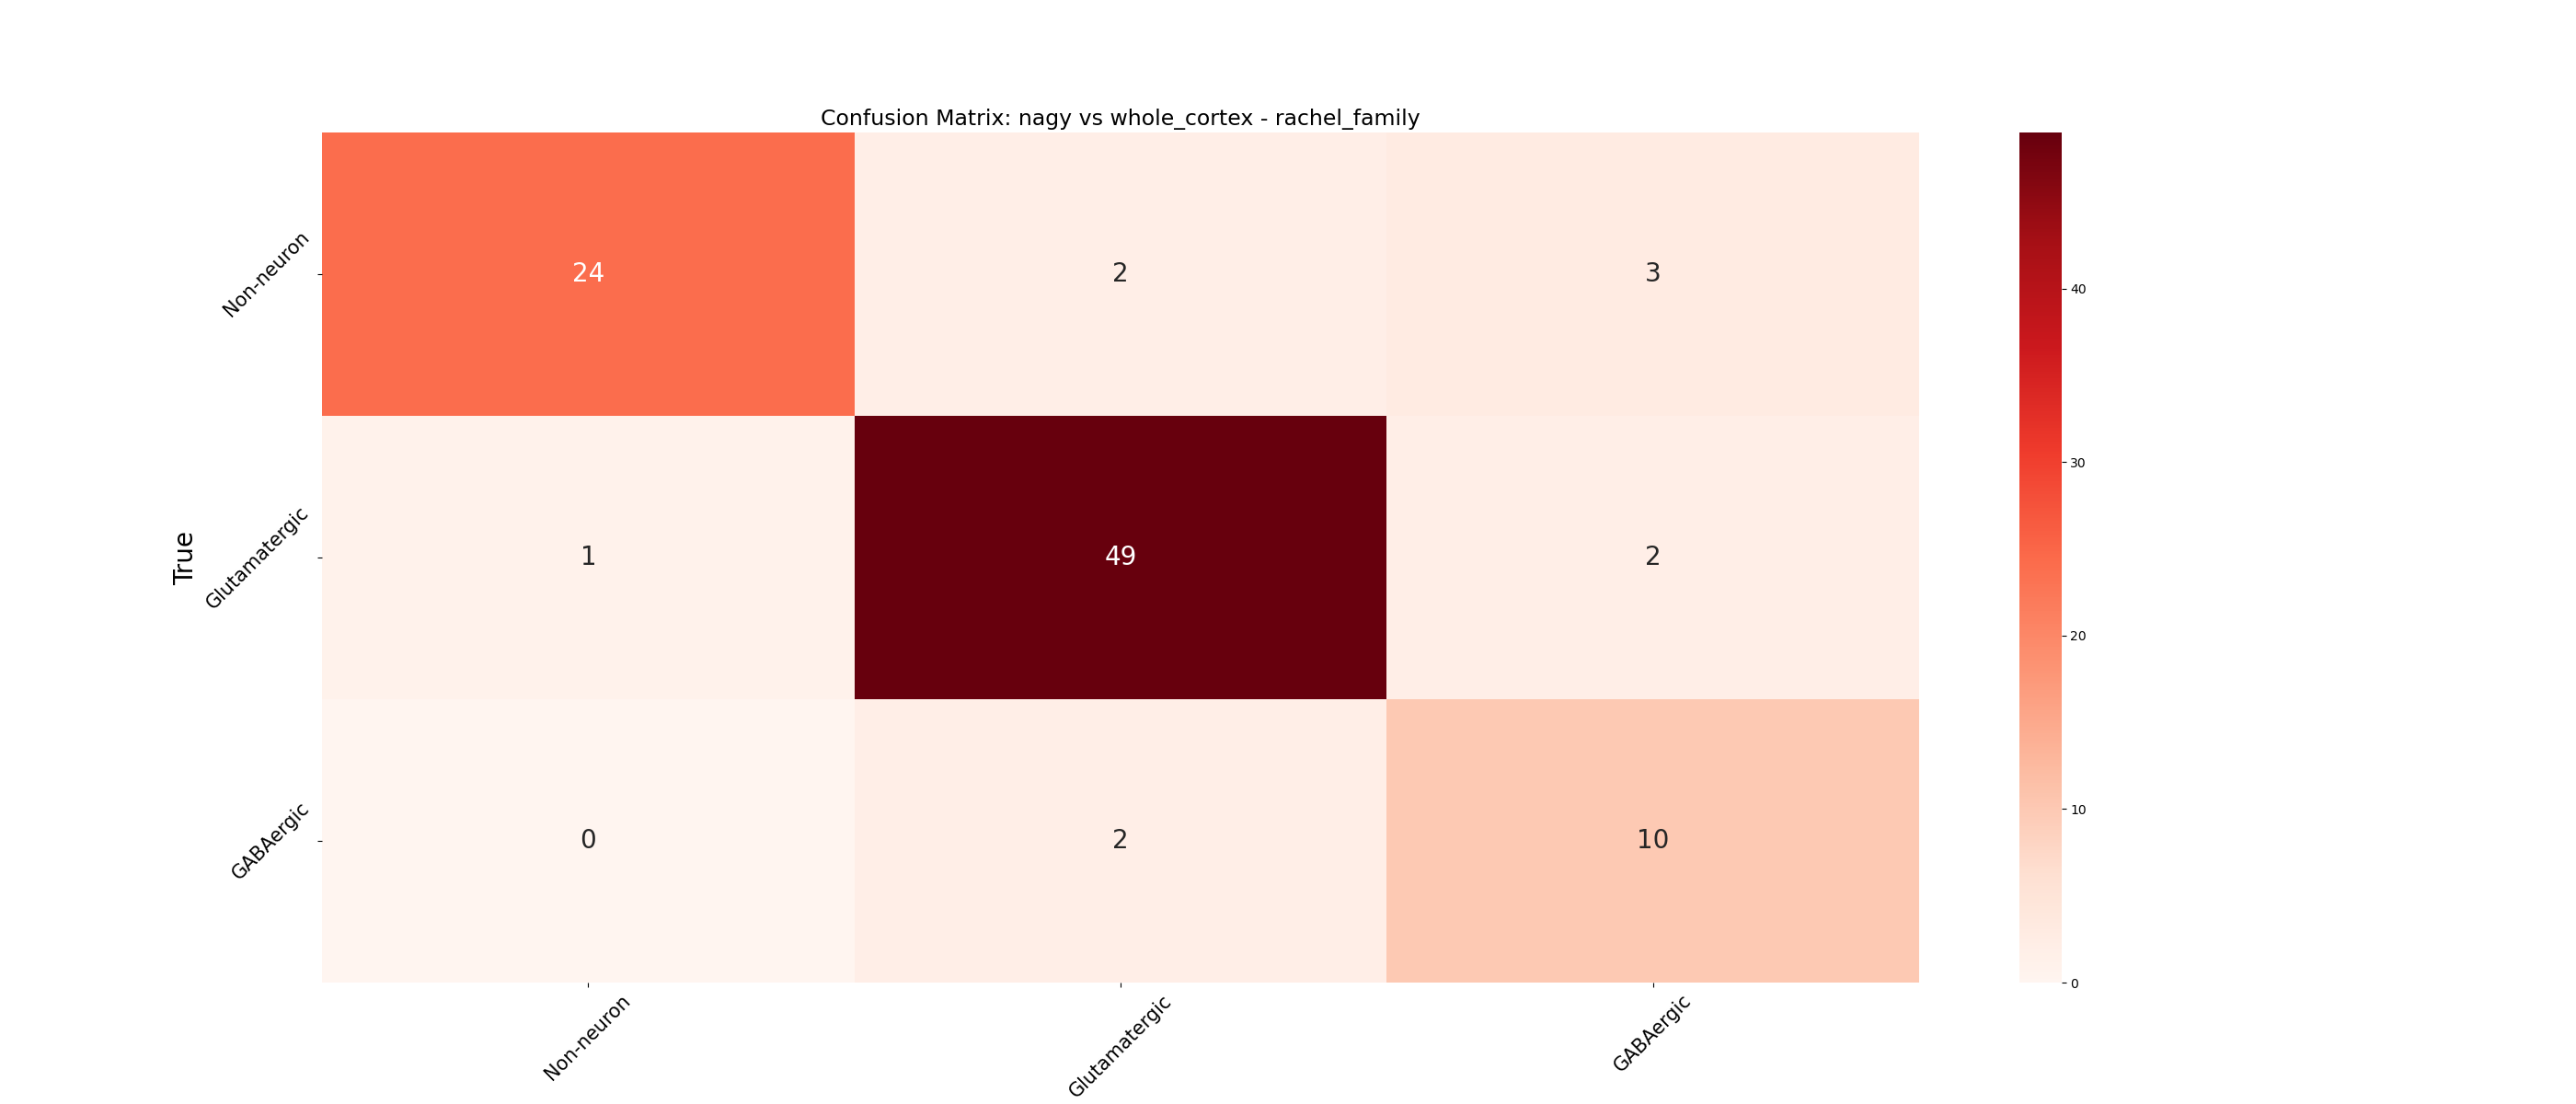 Confusion Matrix: nagy vs whole_cortex - rachel_family
True
Non-neuron
24 2 3
Glutamatergic
1 49 2
GABAergic
0 2 10
Non-neuron Glutamatergic GABAergic
40
30
20
10
0